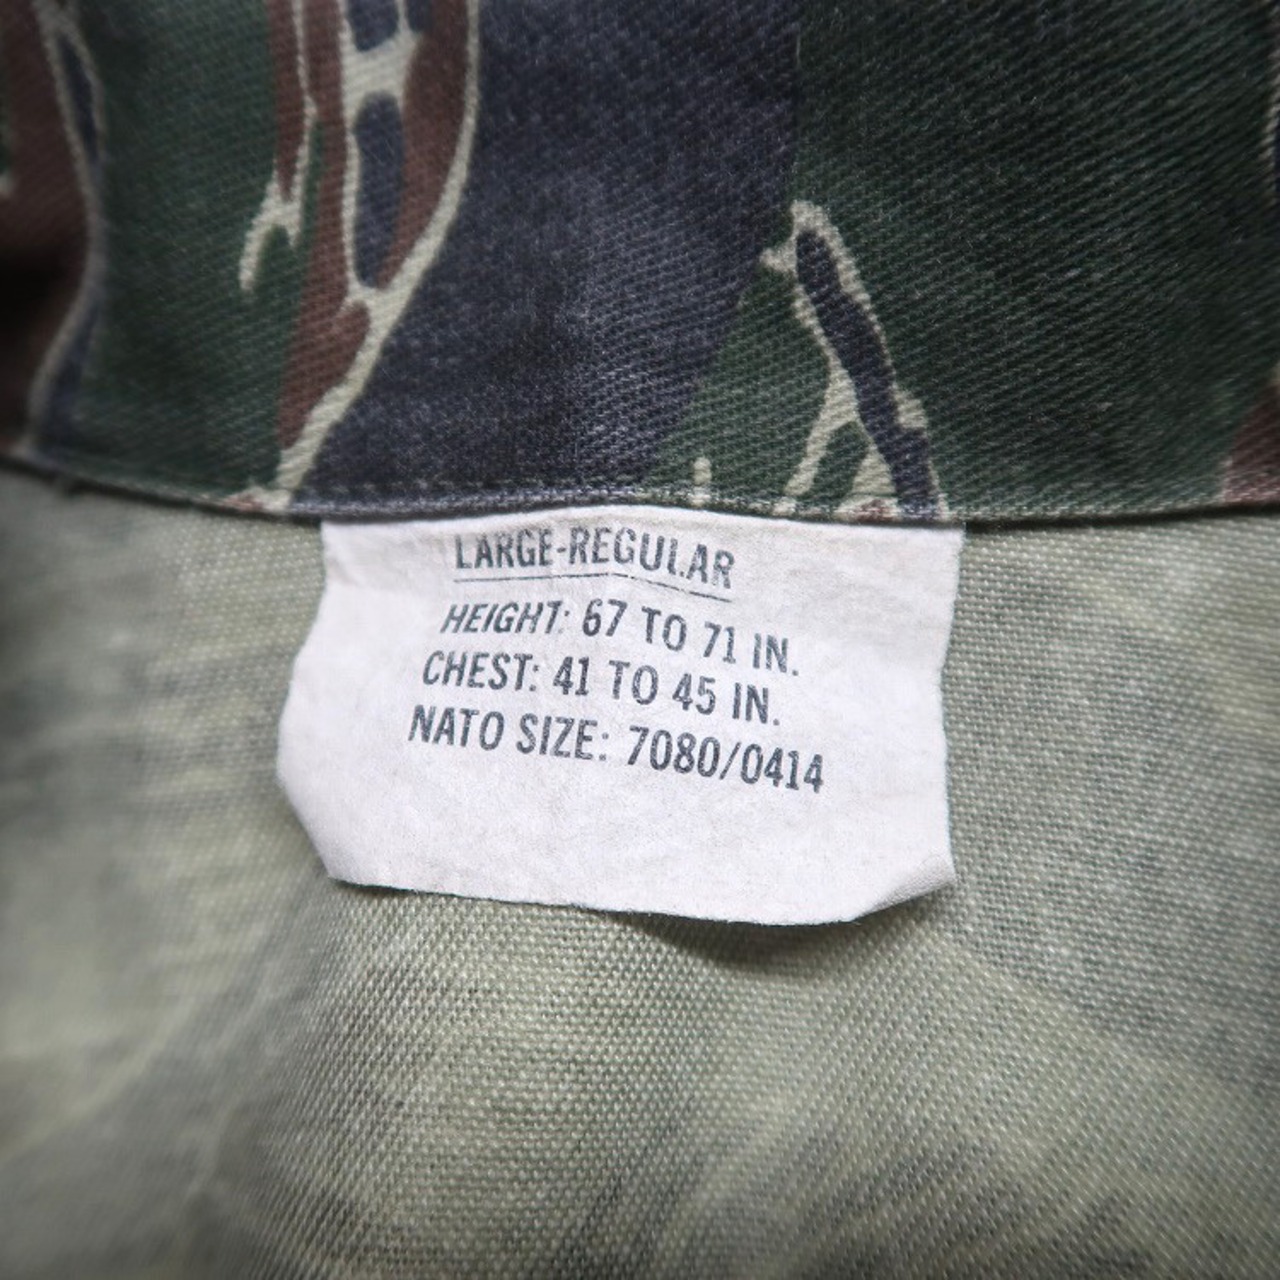 LARGE-REGULAR
HEIGHT: 67 TO 71 IN.
CHEST: 41 TO 45 IN.
NATO SIZE: 7080/0414